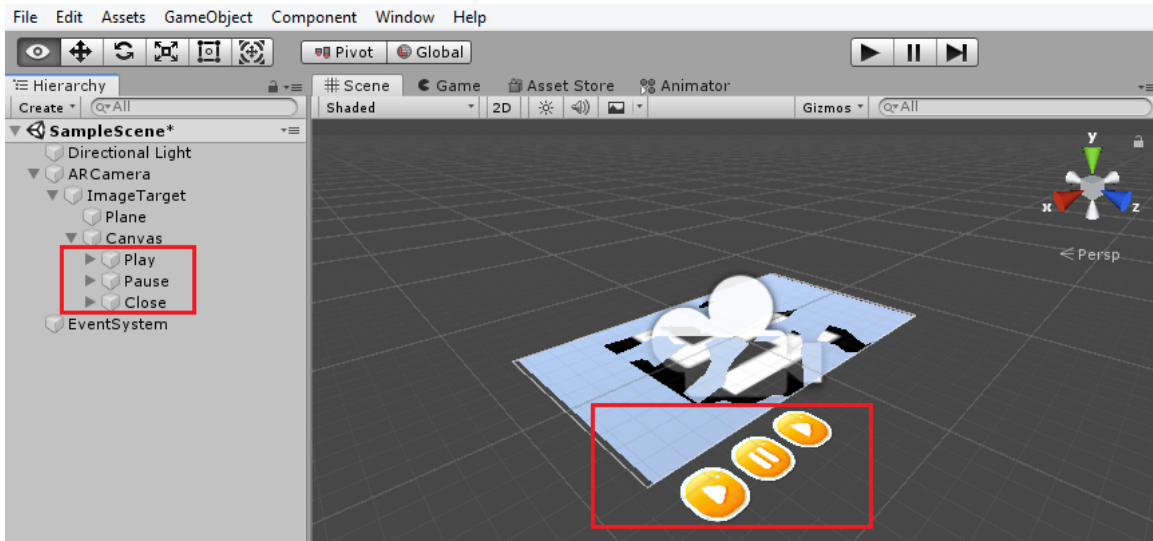 File Edit Assets GameObject Component Window Help
Pivot Global
Hierarchy
Create All
SampleScene*
Directional Light
ARCamera
ImageTarget
Plane
Canvas
Play
Pause
Close
EventSystem
Scene Game Asset Store Animator
Shaded 2D Gizmos All
y
x z
Persp